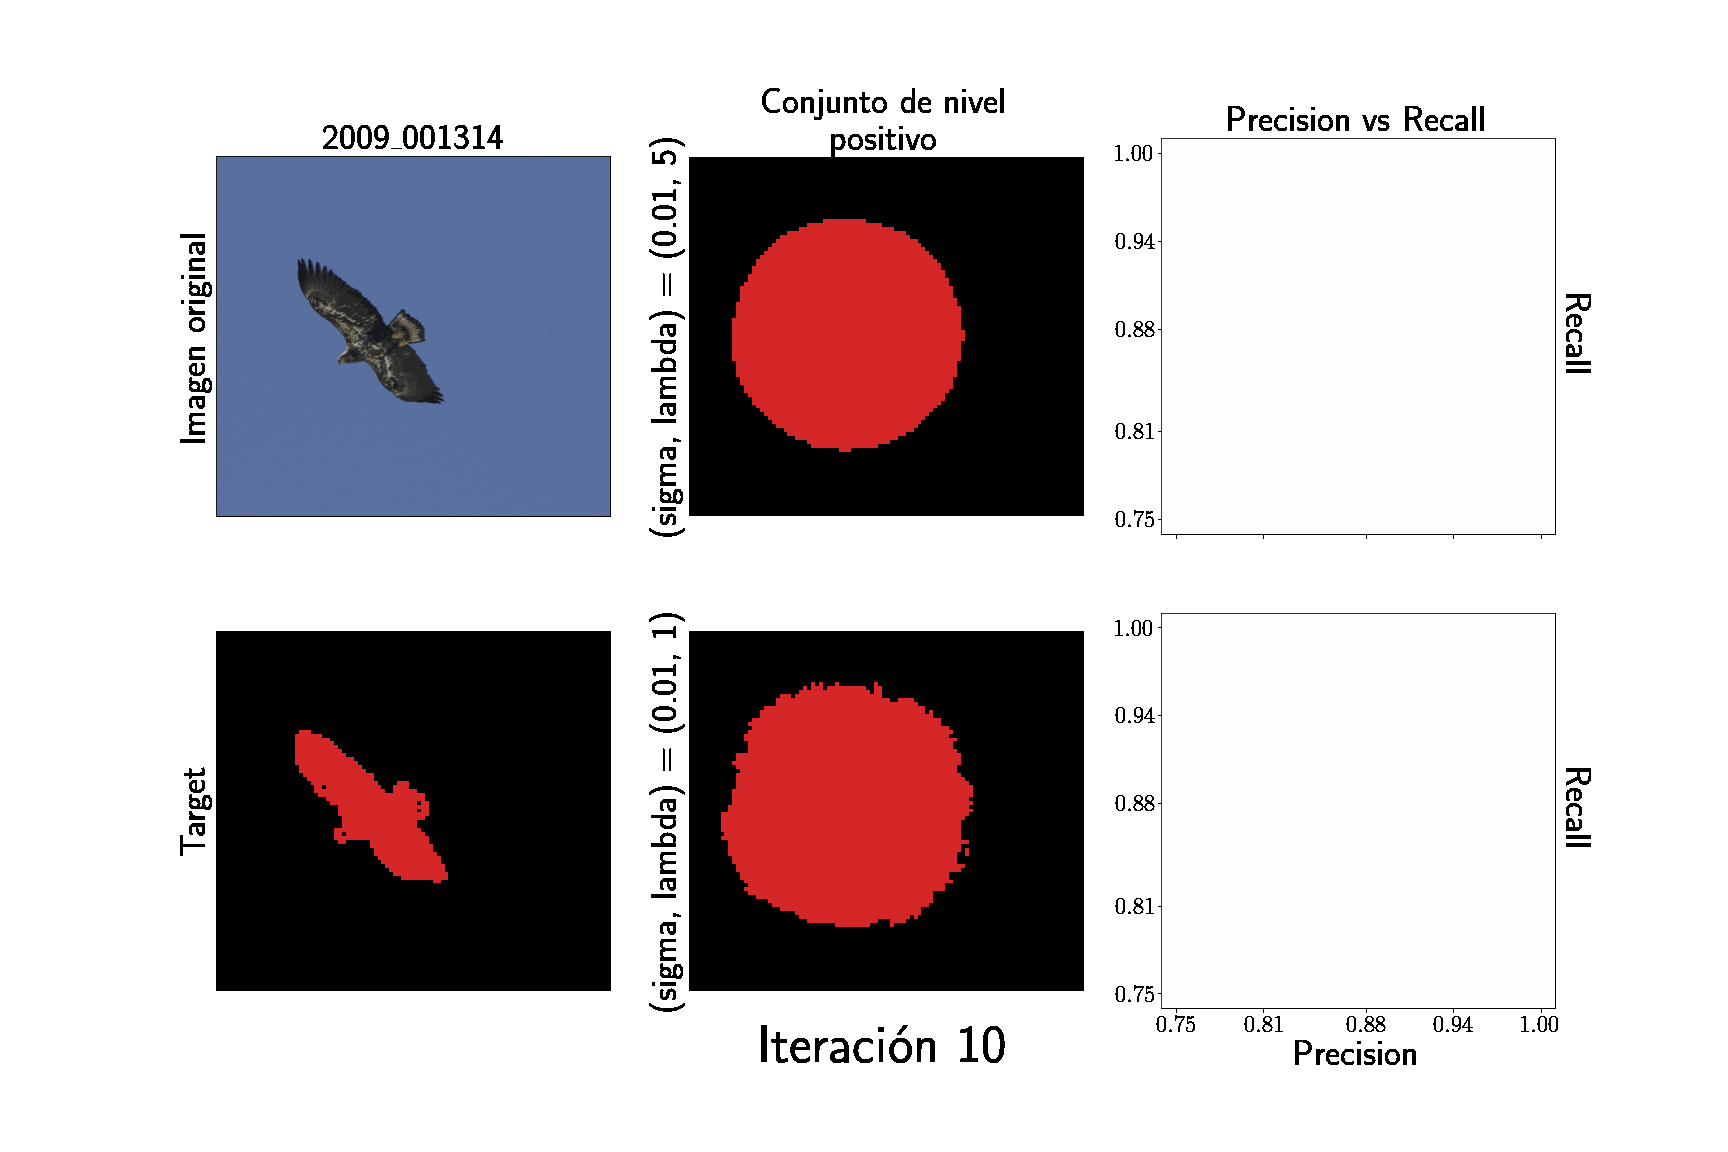 2009_001314
Imagen original
Conjunto de nivel
positivo
(sigma, lambda) = (0.01, 5)
Precision vs Recall
1.00
0.94
0.88
0.81
0.75
Recall
Target
(sigma, lambda) = (0.01, 1)
1.00
0.94
0.88
0.81
0.75
Recall
0.75 0.81 0.88 0.94 1.00
Precision
Iteración 10